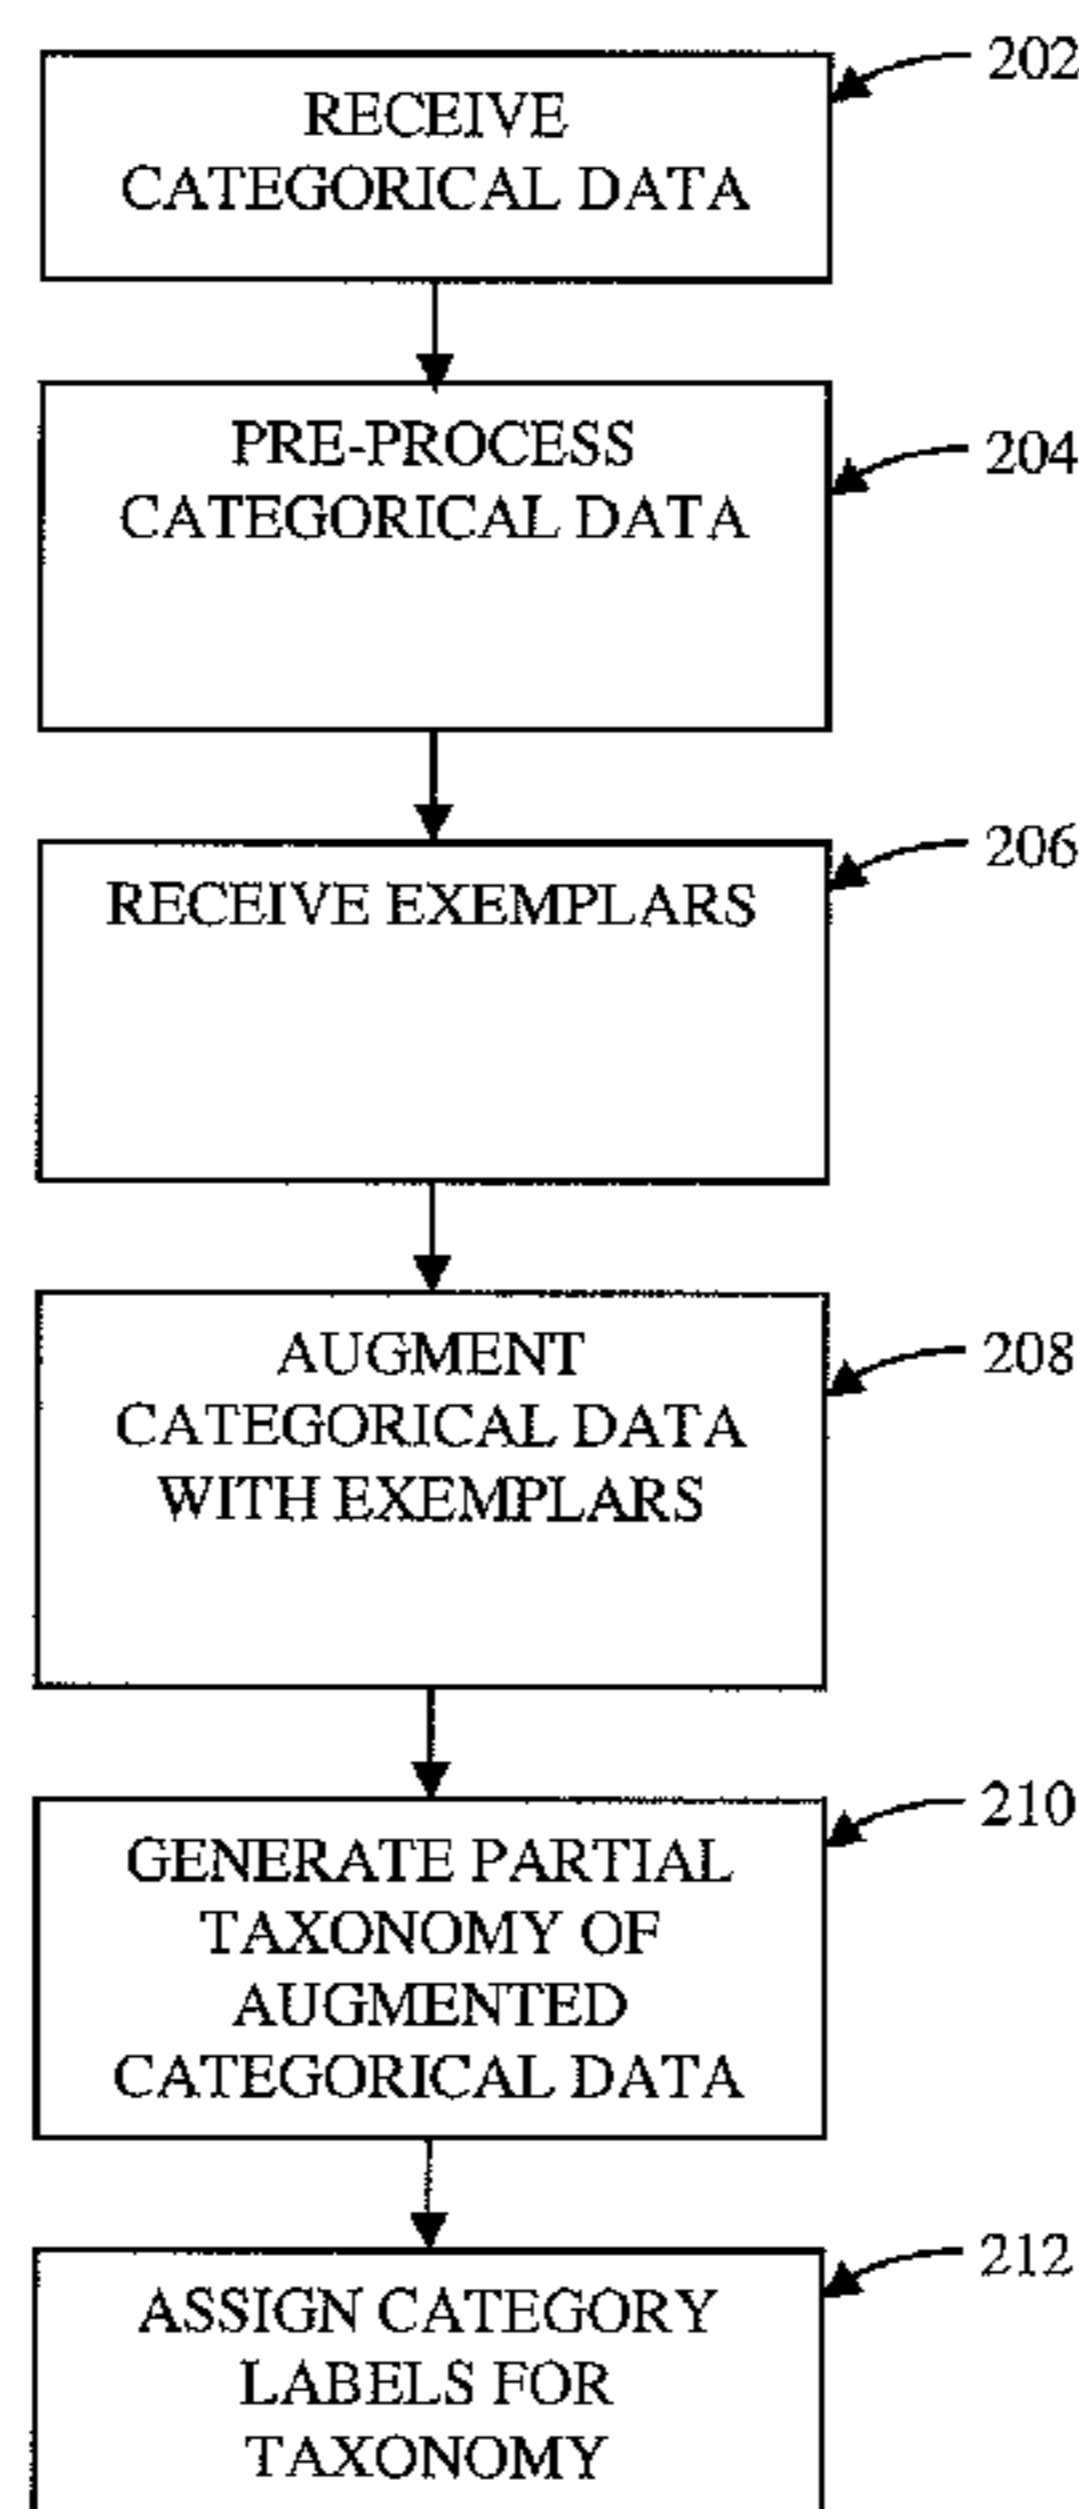 202
RECEIVE
CATEGORICAL DATA
204
PRE-PROCESS
CATEGORICAL DATA
206
RECEIVE EXEMPLARS
208
AUGMENT
CATEGORICAL DATA
WITH EXEMPLARS
210
GENERATE PARTIAL
TAXONOMY OF
AUGMENTED
CATEGORICAL DATA
212
ASSIGN CATEGORY
LABELS FOR
TAXONOMY